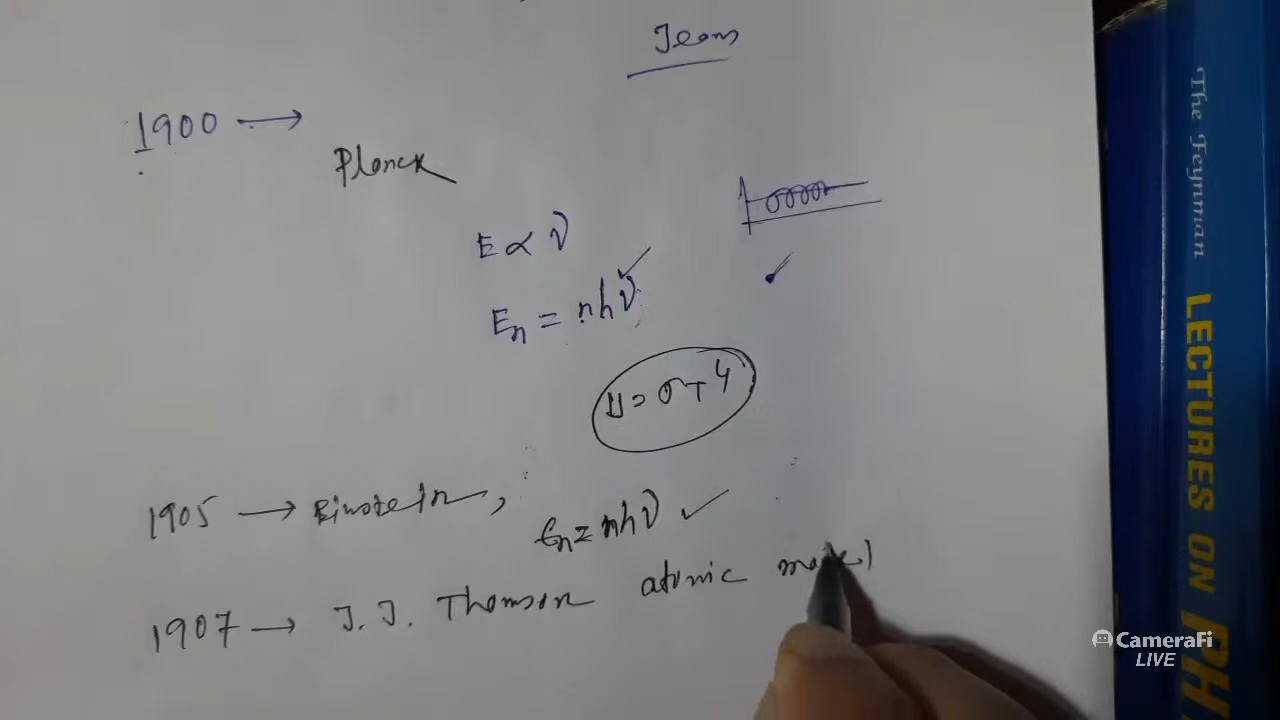 Jeans
1900 →
Planck
E ∝ ν
Eₙ = nhν
U = σT⁴
1905 → Einstein,
Eₙ = nhν ✓
1907 → J.J. Thomson atomic model
The Feynman
LECTURES ON PH
CameraFi
LIVE